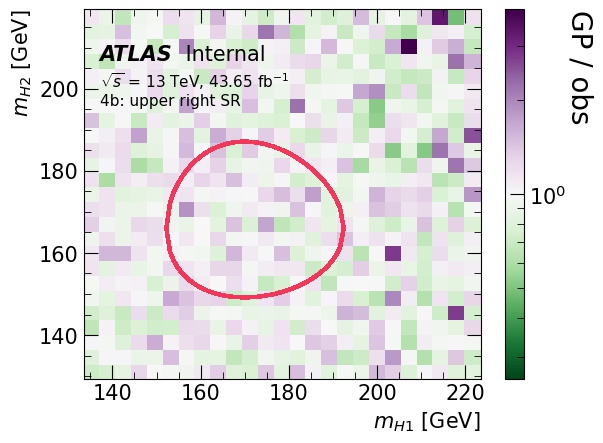 ATLAS Internal
√s = 13 TeV, 43.65 fb⁻¹
4b: upper right SR
m_H2 [GeV]
200
180
160
140
140 160 180 200 220
m_H1 [GeV]
10⁰
GP / obs